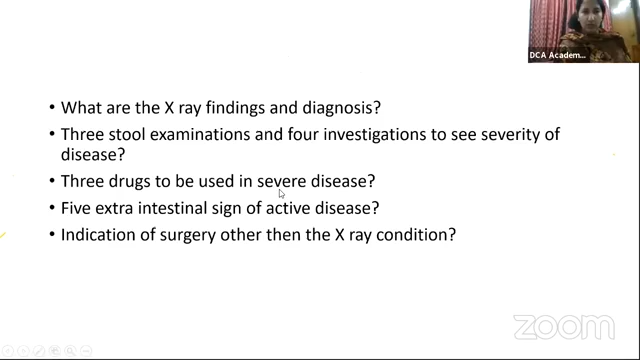 DCA Academ...
• What are the X ray findings and diagnosis?
• Three stool examinations and four investigations to see severity of
disease?
• Three drugs to be used in severe disease?
• Five extra intestinal sign of active disease?
• Indication of surgery other then the X ray condition?
zoom